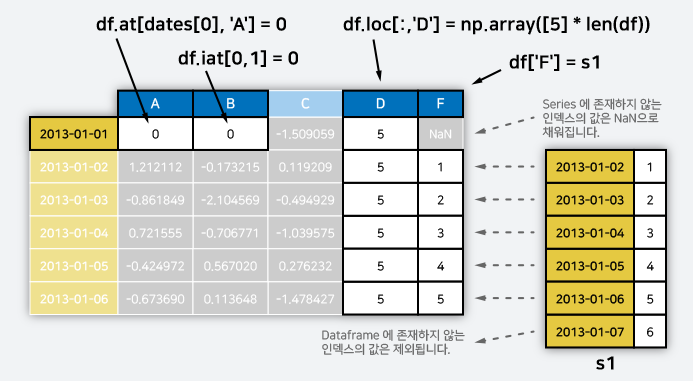 df.at[dates[0], 'A'] = 0
df.loc[:,'D'] = np.array([5] * len(df))
df.iat[0,1] = 0
df['F'] = s1
A B C D F
2013-01-01 0 0 -1.509059 5 NaN
2013-01-02 1.212112 -0.173215 0.119209 5 1
2013-01-03 -0.861849 -2.104569 -0.494929 5 2
2013-01-04 0.721555 -0.706771 -1.039575 5 3
2013-01-05 -0.424972 0.567020 0.276232 5 4
2013-01-06 -0.673690 0.113648 -1.478427 5 5
Series 에 존재하지 않는
인덱스의 값은 NaN으로
채워집니다.
2013-01-02 1
2013-01-03 2
2013-01-04 3
2013-01-05 4
2013-01-06 5
2013-01-07 6
Dataframe 에 존재하지 않는
인덱스의 값은 제외됩니다.
s1